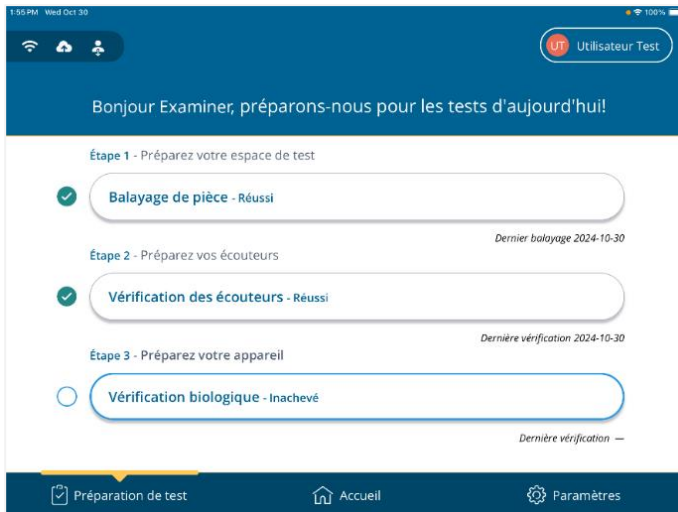 1:55 PM Wed Oct 30
100%
UT Utilisateur Test
Bonjour Examiner, préparons-nous pour les tests d'aujourd'hui!
Étape 1 - Préparez votre espace de test
Balayage de pièce - Réussi
Dernier balayage 2024-10-30
Étape 2 - Préparez vos écouteurs
Vérification des écouteurs - Réussi
Dernière vérification 2024-10-30
Étape 3 - Préparez votre appareil
Vérification biologique - Inachevé
Dernière vérification —
Préparation de test Accueil Paramètres